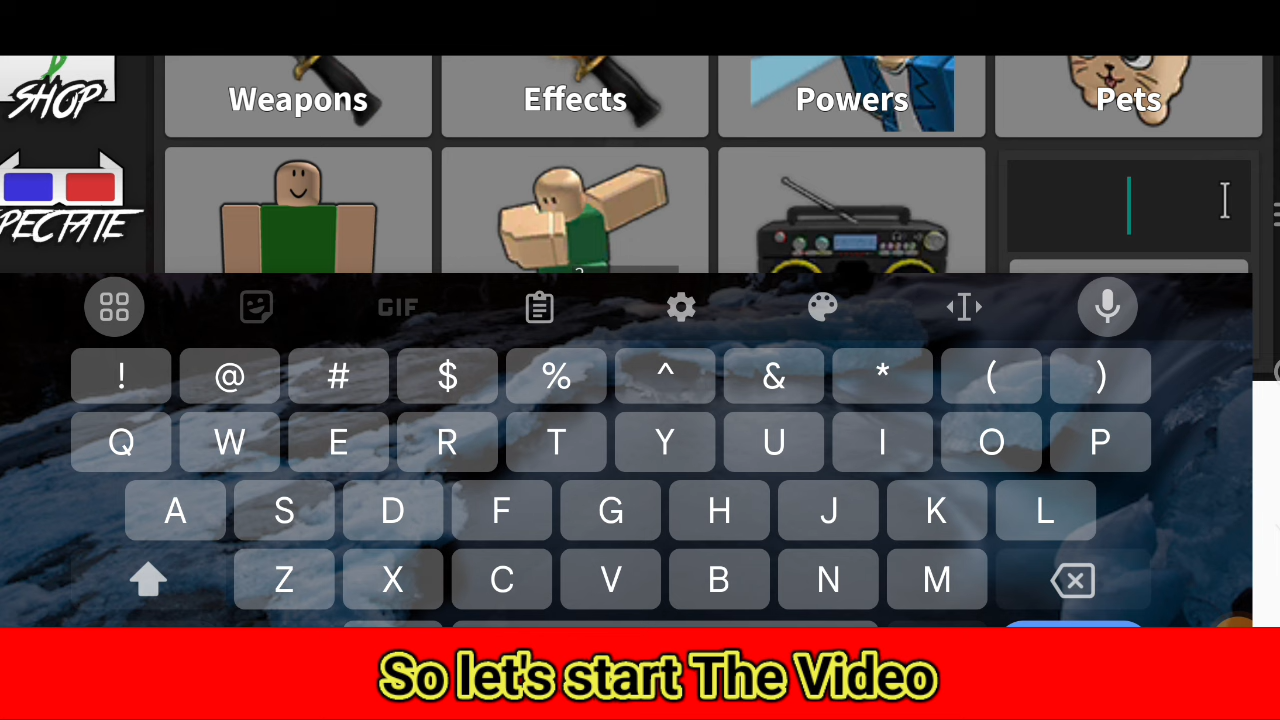 SHOP
Weapons
Effects
Powers
Pets
PECTATE
GIF
! @ # $ % ^ & * ( )
Q W E R T Y U I O P
A S D F G H J K L
Z X C V B N M
So let's start The Video